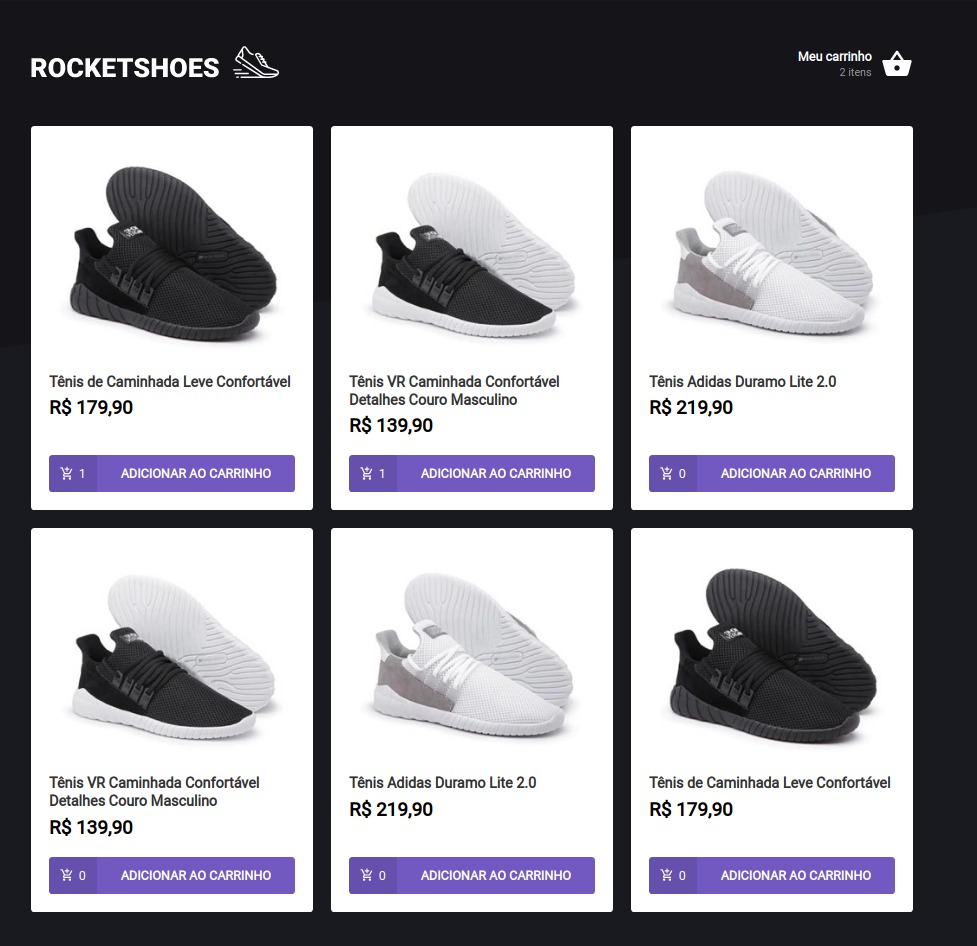 ROCKETSHOES
Meu carrinho
2 itens
Tênis de Caminhada Leve Confortável
R$ 179,90
1 ADICIONAR AO CARRINHO
Tênis VR Caminhada Confortável
Detalhes Couro Masculino
R$ 139,90
1 ADICIONAR AO CARRINHO
Tênis Adidas Duramo Lite 2.0
R$ 219,90
0 ADICIONAR AO CARRINHO
Tênis VR Caminhada Confortável
Detalhes Couro Masculino
R$ 139,90
0 ADICIONAR AO CARRINHO
Tênis Adidas Duramo Lite 2.0
R$ 219,90
0 ADICIONAR AO CARRINHO
Tênis de Caminhada Leve Confortável
R$ 179,90
0 ADICIONAR AO CARRINHO